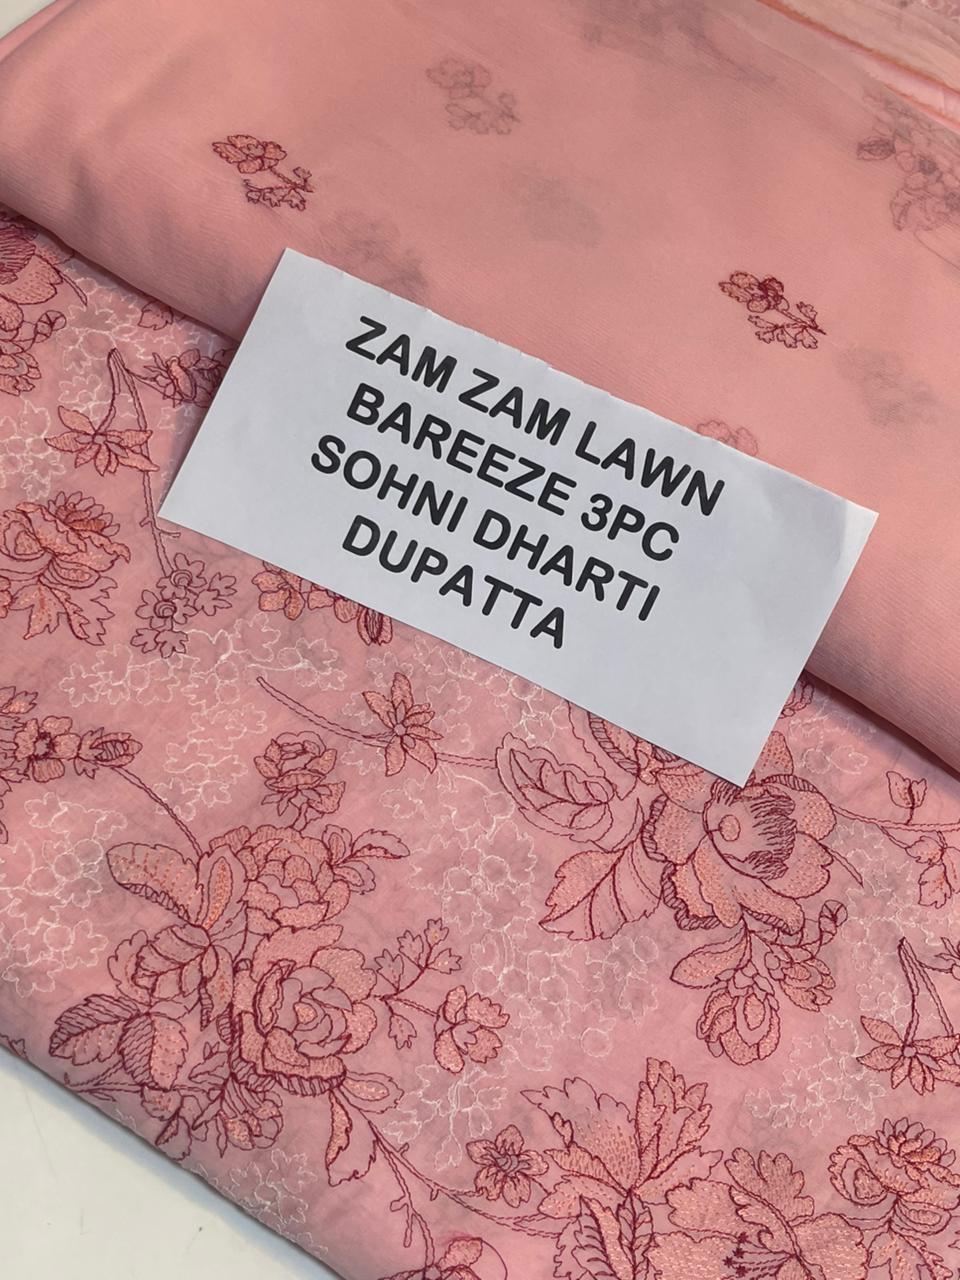 ZAM ZAM LAWN
BAREEZE 3PC
SOHNI DHARTI
DUPATTA